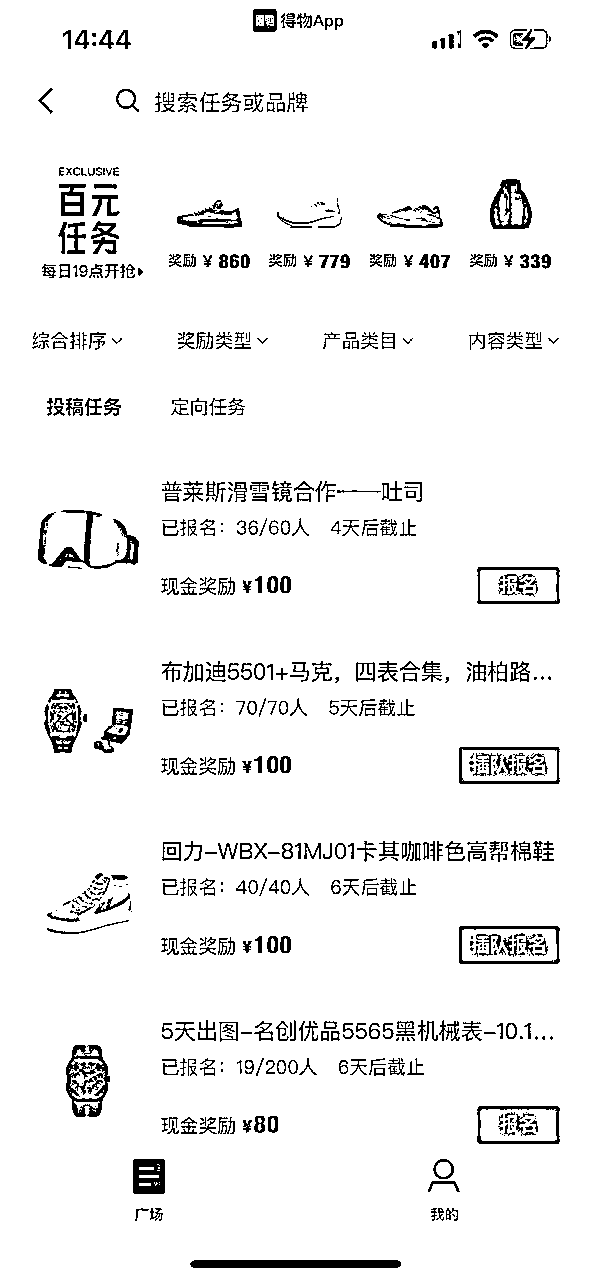 得物App
14:44
搜索任务或品牌
EXCLUSIVE
百元
任务
每日19点开抢
奖励 ¥ 860
奖励 ¥ 779
奖励 ¥ 407
奖励 ¥ 339
综合排序
奖励类型
产品类目
内容类型
投稿任务
定向任务
普莱斯滑雪镜合作——吐司
已报名：36/60人 4天后截止
现金奖励 ¥100
报名
布加迪5501+马克，四表合集，油柏路...
已报名：70/70人 5天后截止
现金奖励 ¥100
插队报名
回力-WBX-81MJ01卡其咖啡色高帮棉鞋
已报名：40/40人 6天后截止
现金奖励 ¥100
插队报名
5天出图-名创优品5565黑机械表-10.1...
已报名：19/200人 6天后截止
现金奖励 ¥80
报名
广场
我的